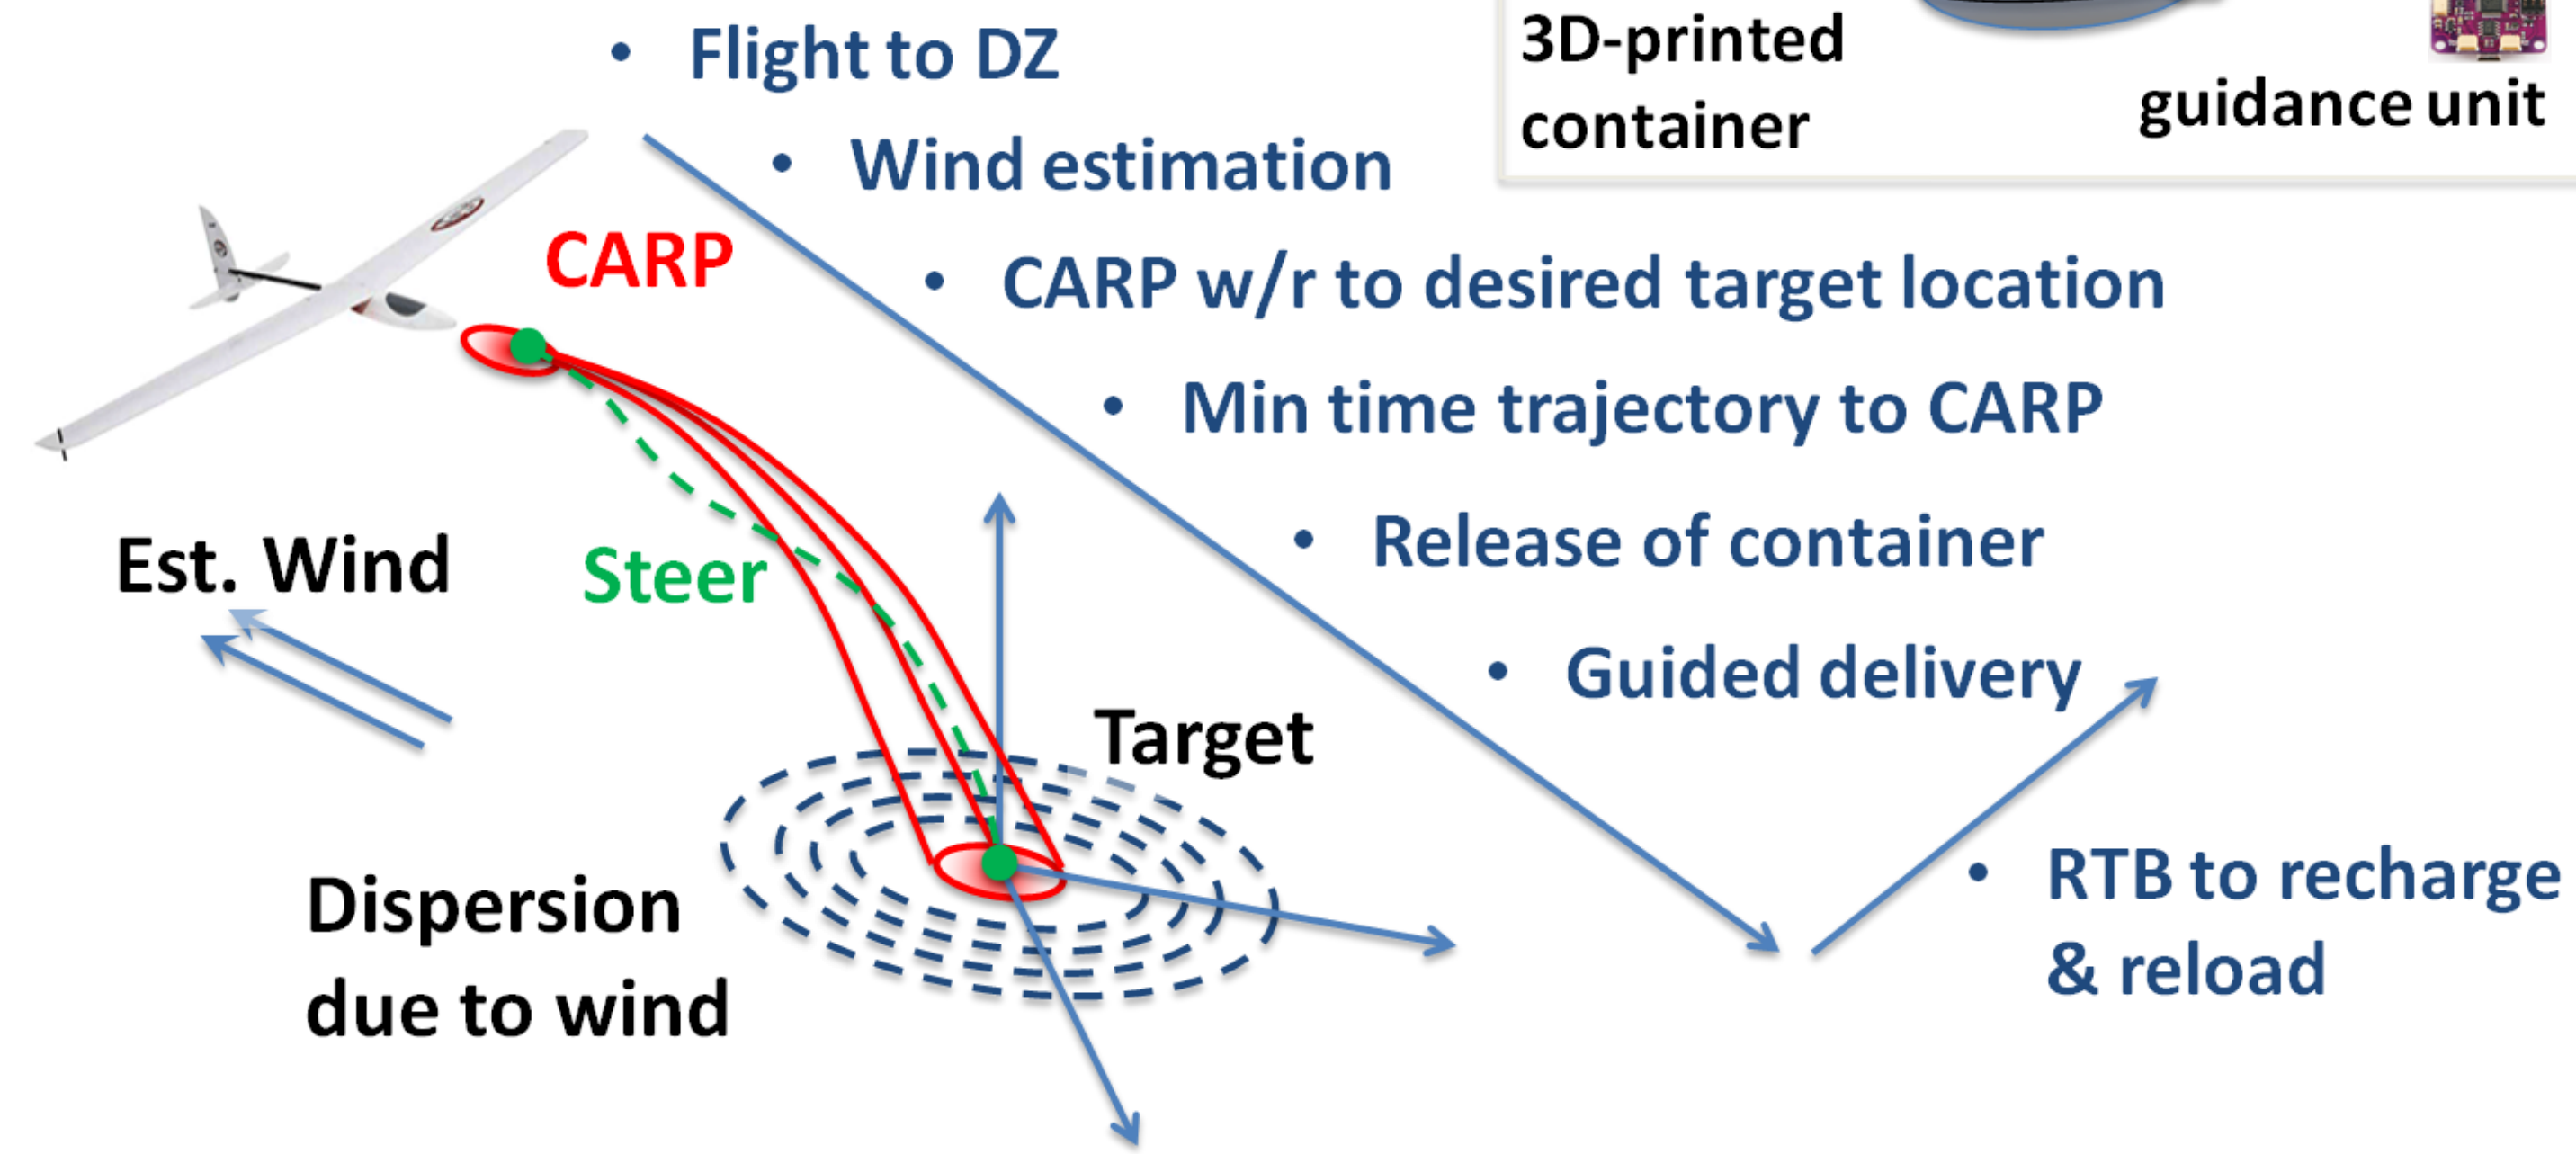 • Flight to DZ
3D-printed
container
guidance unit
• Wind estimation
CARP
• CARP w/r to desired target location
• Min time trajectory to CARP
Est. Wind
Steer
• Release of container
• Guided delivery
Target
Dispersion
due to wind
• RTB to recharge
& reload